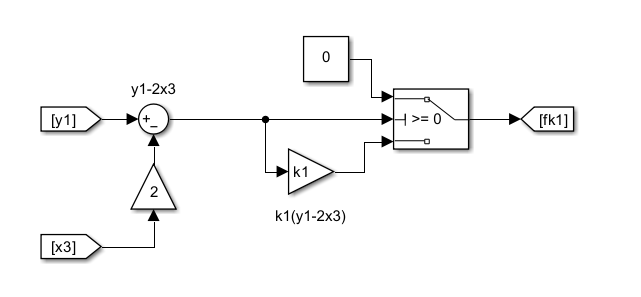 0
y1-2x3
[y1]
+
_
>= 0
[fk1]
k1
2
k1(y1-2x3)
[x3]